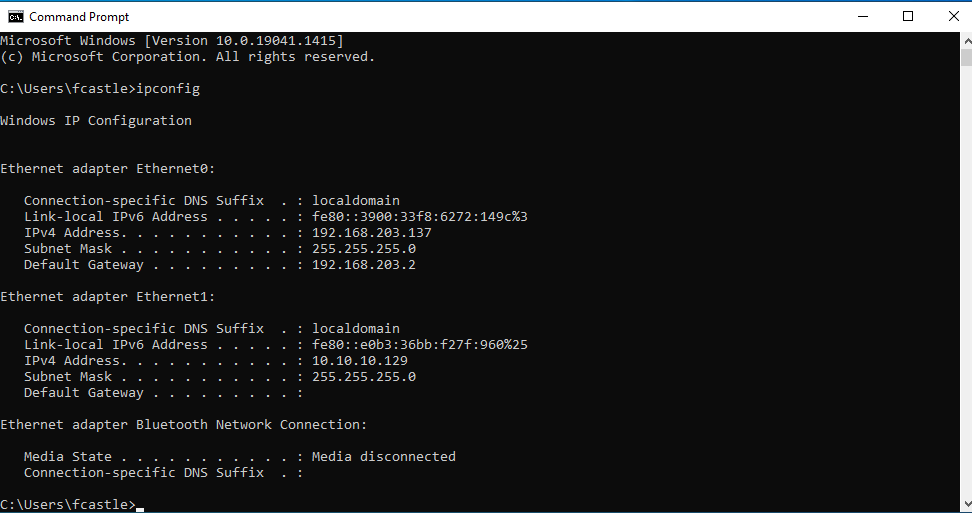 Command Prompt
Microsoft Windows [Version 10.0.19041.1415]
(c) Microsoft Corporation. All rights reserved.
C:\Users\fcastle>ipconfig
Windows IP Configuration
Ethernet adapter Ethernet0:
   Connection-specific DNS Suffix  . : localdomain
   Link-local IPv6 Address . . . . . : fe80::3900:33f8:6272:149c%3
   IPv4 Address. . . . . . . . . . . : 192.168.203.137
   Subnet Mask . . . . . . . . . . . : 255.255.255.0
   Default Gateway . . . . . . . . . : 192.168.203.2
Ethernet adapter Ethernet1:
   Connection-specific DNS Suffix  . : localdomain
   Link-local IPv6 Address . . . . . : fe80::e0b3:36bb:f27f:960%25
   IPv4 Address. . . . . . . . . . . : 10.10.10.129
   Subnet Mask . . . . . . . . . . . : 255.255.255.0
   Default Gateway . . . . . . . . . :
Ethernet adapter Bluetooth Network Connection:
   Media State . . . . . . . . . . . : Media disconnected
   Connection-specific DNS Suffix  . :
C:\Users\fcastle>